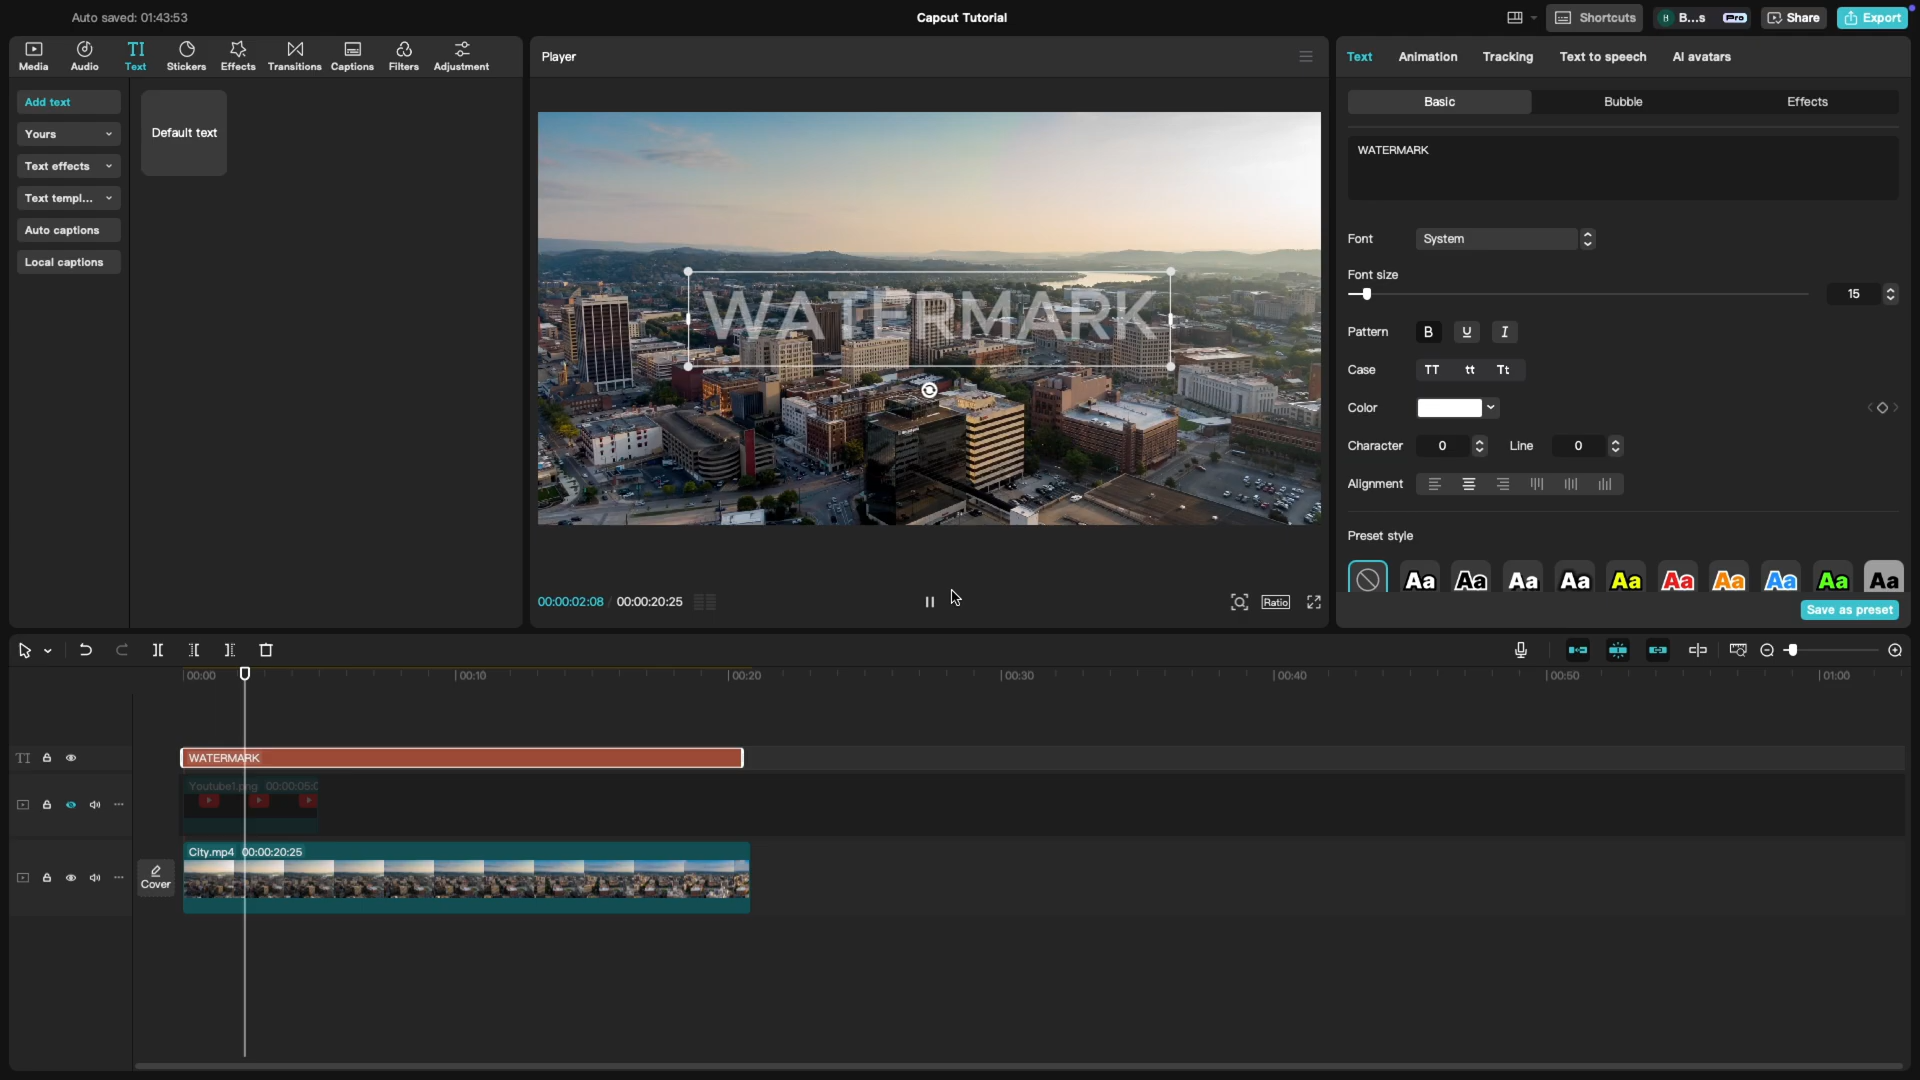 Auto saved: 01:43:53
Capcut Tutorial
Shortcuts
B...s
Pro
Share
Export
Media
Audio
TI
Text
Stickers
Effects
Transitions
Captions
Filters
Adjustment
Add text
Yours
Text effects
Text templ...
Auto captions
Local captions
Default text
Player
WATERMARK
00:00:02:08 / 00:00:20:25
Ratio
Text
Animation
Tracking
Text to speech
AI avatars
Basic
Bubble
Effects
WATERMARK
Font
System
Font size
15
Pattern
B U I
Case
TT tt Tt
Color
Character
0
Line
0
Alignment
Preset style
Aa Aa Aa Aa Aa Aa Aa Aa Aa Aa
Save as preset
00:00
00:10
00:20
00:30
00:40
00:50
01:00
TI
WATERMARK
Youtube1.png
City.mp4 00:00:20:25
Cover